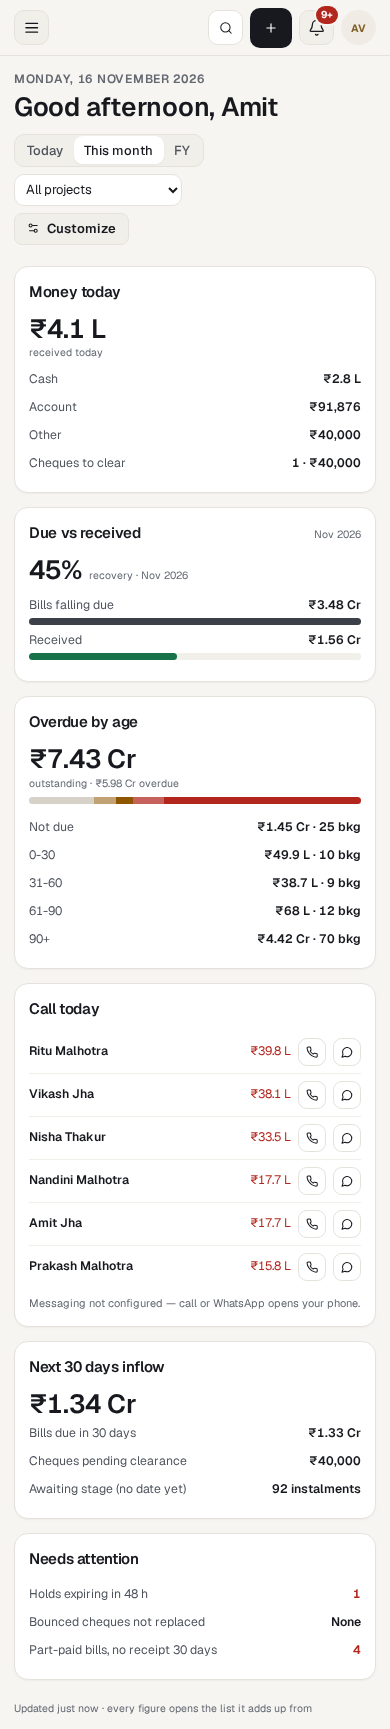 9+
AV
MONDAY, 16 NOVEMBER 2026
Good afternoon, Amit
Today This month FY
All projects
Customize
Money today
₹4.1 L
received today
Cash ₹2.8 L
Account ₹91,876
Other ₹40,000
Cheques to clear 1 · ₹40,000
Due vs received Nov 2026
45% recovery · Nov 2026
Bills falling due ₹3.48 Cr
Received ₹1.56 Cr
Overdue by age
₹7.43 Cr
outstanding · ₹5.98 Cr overdue
Not due ₹1.45 Cr · 25 bkg
0-30 ₹49.9 L · 10 bkg
31-60 ₹38.7 L · 9 bkg
61-90 ₹68 L · 12 bkg
90+ ₹4.42 Cr · 70 bkg
Call today
Ritu Malhotra ₹39.8 L
Vikash Jha ₹38.1 L
Nisha Thakur ₹33.5 L
Nandini Malhotra ₹17.7 L
Amit Jha ₹17.7 L
Prakash Malhotra ₹15.8 L
Messaging not configured — call or WhatsApp opens your phone.
Next 30 days inflow
₹1.34 Cr
Bills due in 30 days ₹1.33 Cr
Cheques pending clearance ₹40,000
Awaiting stage (no date yet) 92 instalments
Needs attention
Holds expiring in 48 h 1
Bounced cheques not replaced None
Part-paid bills, no receipt 30 days 4
Updated just now · every figure opens the list it adds up from